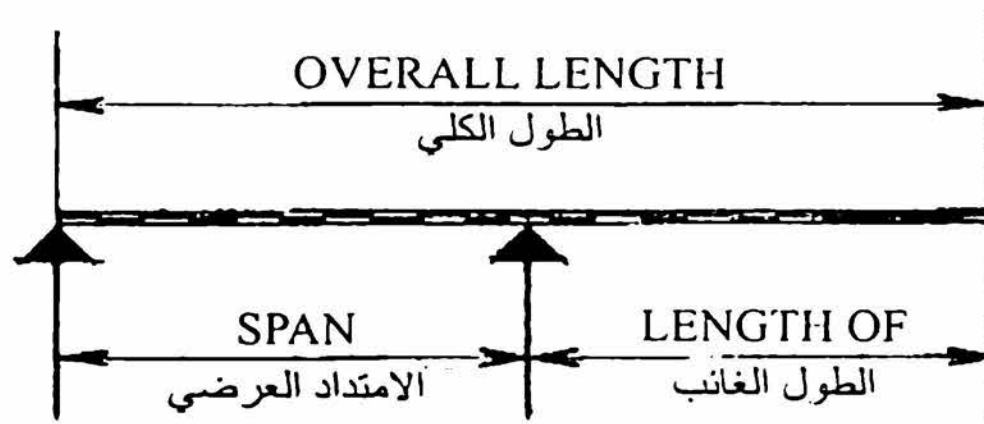 OVERALL LENGTH
الطول الكلي
SPAN
الامتداد العرضي
LENGTH OF
الطول الغائب